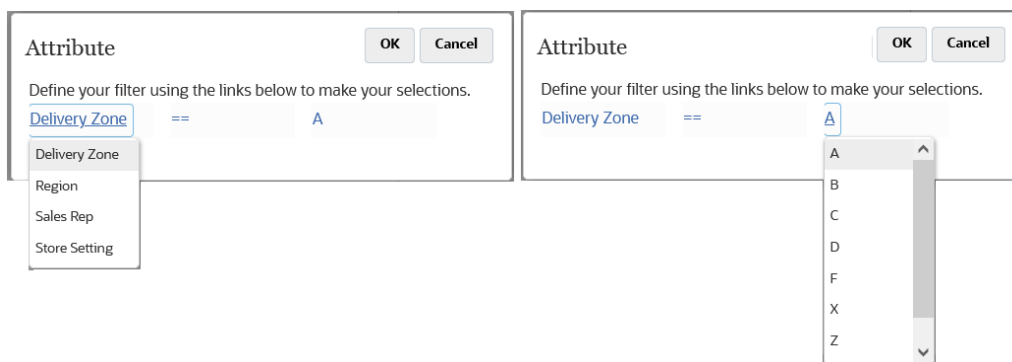 Attribute
OK
Cancel
Define your filter using the links below to make your selections.
Delivery Zone == A
Delivery Zone
Region
Sales Rep
Store Setting
Attribute
OK
Cancel
Define your filter using the links below to make your selections.
Delivery Zone == A
A
B
C
D
F
X
Z